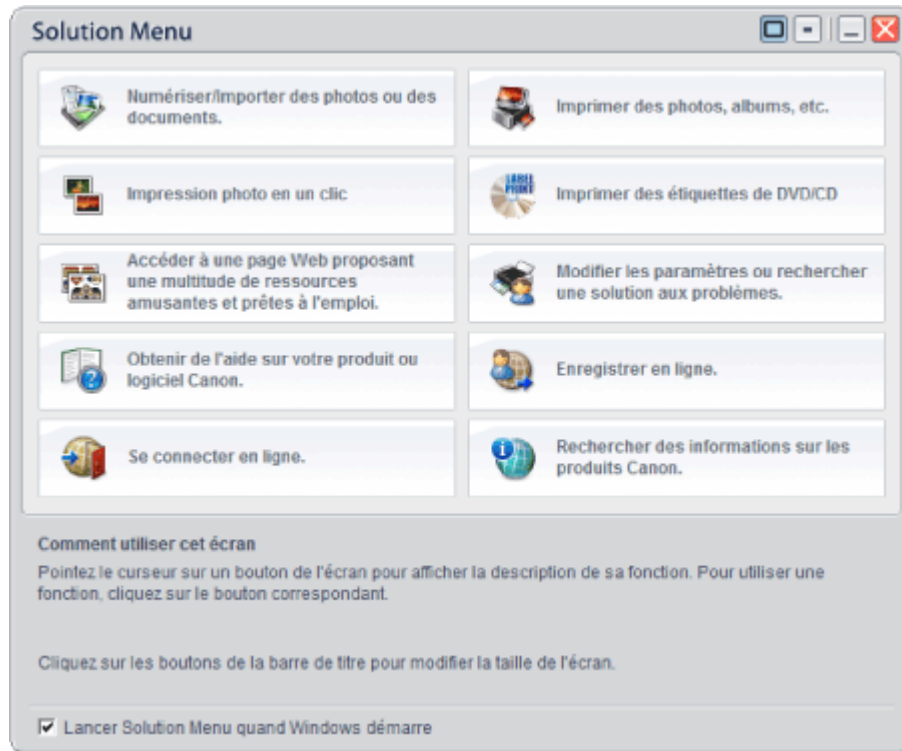 Solution Menu
Numériser/Importer des photos ou des
documents.
Imprimer des photos, albums, etc.
Impression photo en un clic
LABEL
PRINT
Imprimer des étiquettes de DVD/CD
Accéder à une page Web proposant
une multitude de ressources
amusantes et prêtes à l'emploi.
Modifier les paramètres ou rechercher
une solution aux problèmes.
Obtenir de l'aide sur votre produit ou
logiciel Canon.
Enregistrer en ligne.
Se connecter en ligne.
Rechercher des informations sur les
produits Canon.
Comment utiliser cet écran
Pointez le curseur sur un bouton de l'écran pour afficher la description de sa fonction. Pour utiliser une
fonction, cliquez sur le bouton correspondant.
Cliquez sur les boutons de la barre de titre pour modifier la taille de l'écran.
Lancer Solution Menu quand Windows démarre